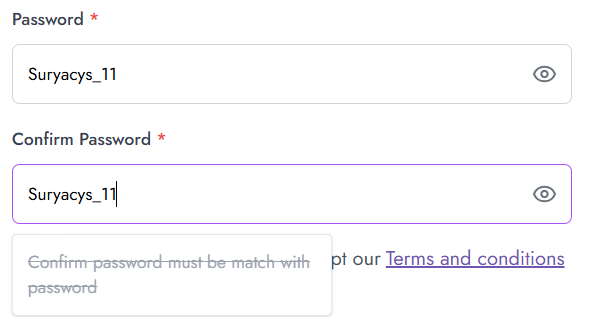 Password *
Suryacys_11
Confirm Password *
Suryacys_11
Confirm password must be match with
password
pt our Terms and conditions